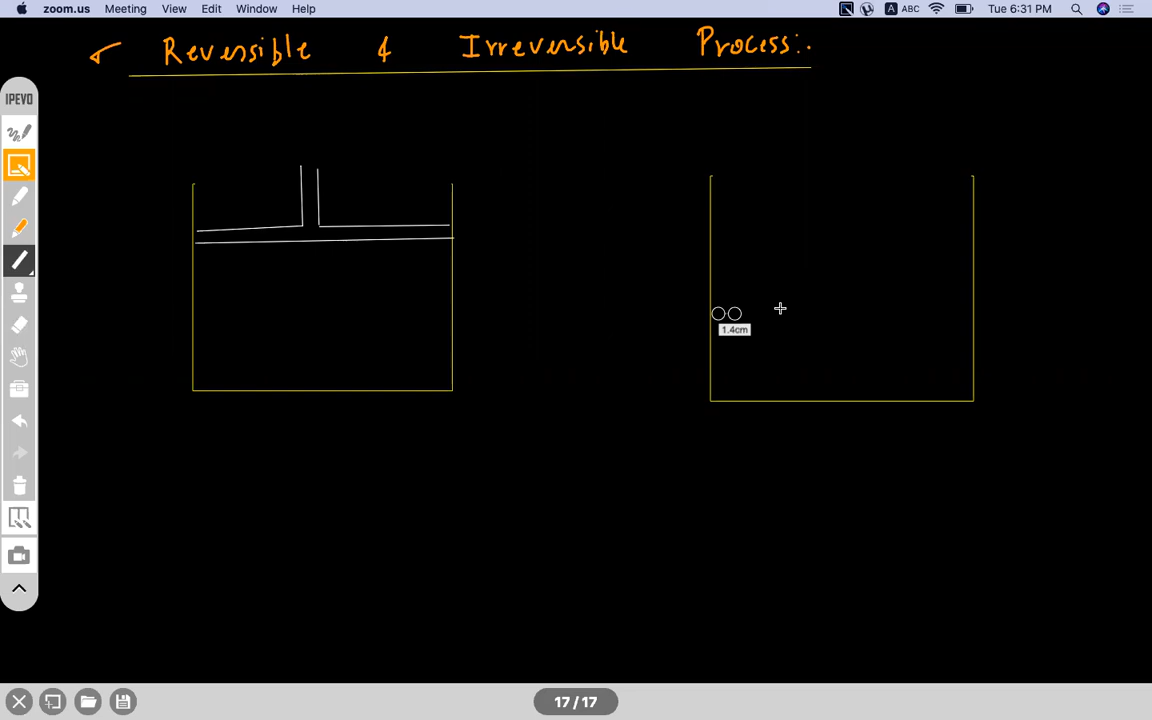 zoom.us Meeting View Edit Window Help A ABC Tue 6:31 PM
Reversible & Irreversible Process:.
IPEVO
1.4cm
17/17